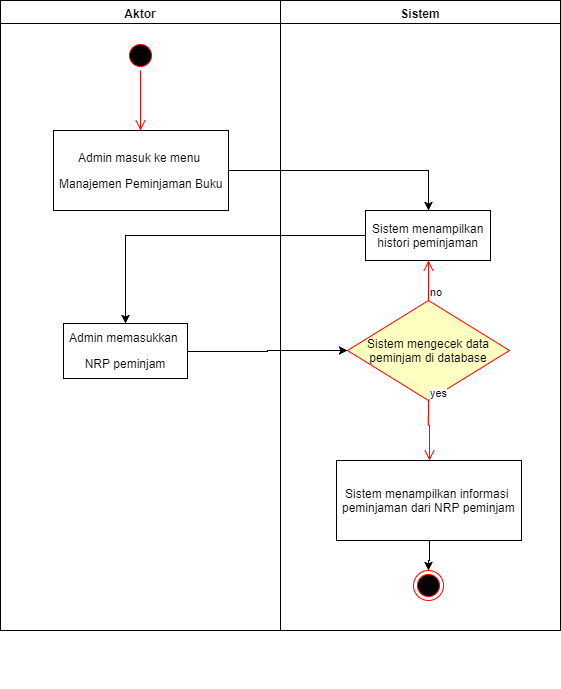 Aktor
Sistem
Admin masuk ke menu
Manajemen Peminjaman Buku
Sistem menampilkan
histori peminjaman
no
Admin memasukkan
NRP peminjam
Sistem mengecek data
peminjam di database
yes
Sistem menampilkan informasi
peminjaman dari NRP peminjam